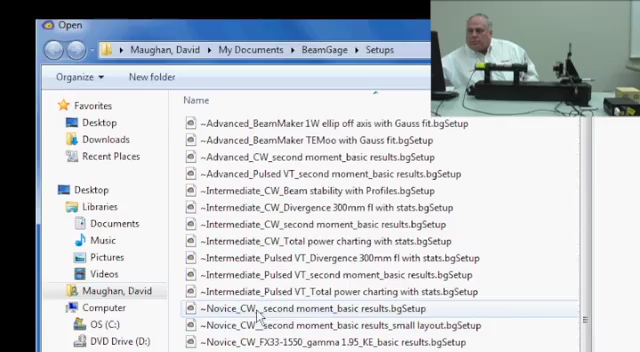 Open
Maughan, David ▸ My Documents ▸ BeamGage ▸ Setups
Organize New folder
Name
Favorites
Desktop
Downloads
Recent Places
Desktop
Libraries
Documents
Music
Pictures
Videos
Maughan, David
Computer
OS (C:)
DVD Drive (D:)
~Advanced_BeamMaker 1W ellip off axis with Gauss fit.bgSetup
~Advanced_BeamMaker TEMoo with Gauss fit.bgSetup
~Advanced_CW_second moment_basic results.bgSetup
~Advanced_Pulsed VT_second moment_basic results.bgSetup
~Intermediate_CW_Beam stability with Profiles.bgSetup
~Intermediate_CW_Divergence 300mm fl with stats.bgSetup
~Intermediate_CW_second moment_basic results.bgSetup
~Intermediate_CW_Total power charting with stats.bgSetup
~Intermediate_Pulsed VT_Divergence 300mm fl with stats.bgSetup
~Intermediate_Pulsed VT_second moment_basic results.bgSetup
~Intermediate_Pulsed VT_Total power charting with stats.bgSetup
~Novice_CW_second moment_basic results.bgSetup
~Novice_CW_second moment_basic results_small layout.bgSetup
~Novice_CW_FX33-1550_gamma 1.95_KE_basic results.bgSetup